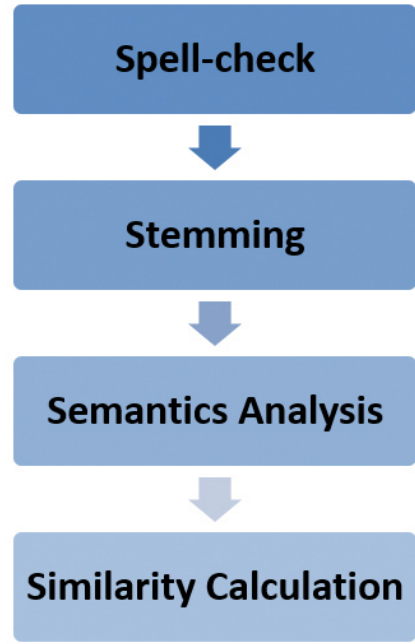 Spell-check
Stemming
Semantics Analysis
Similarity Calculation